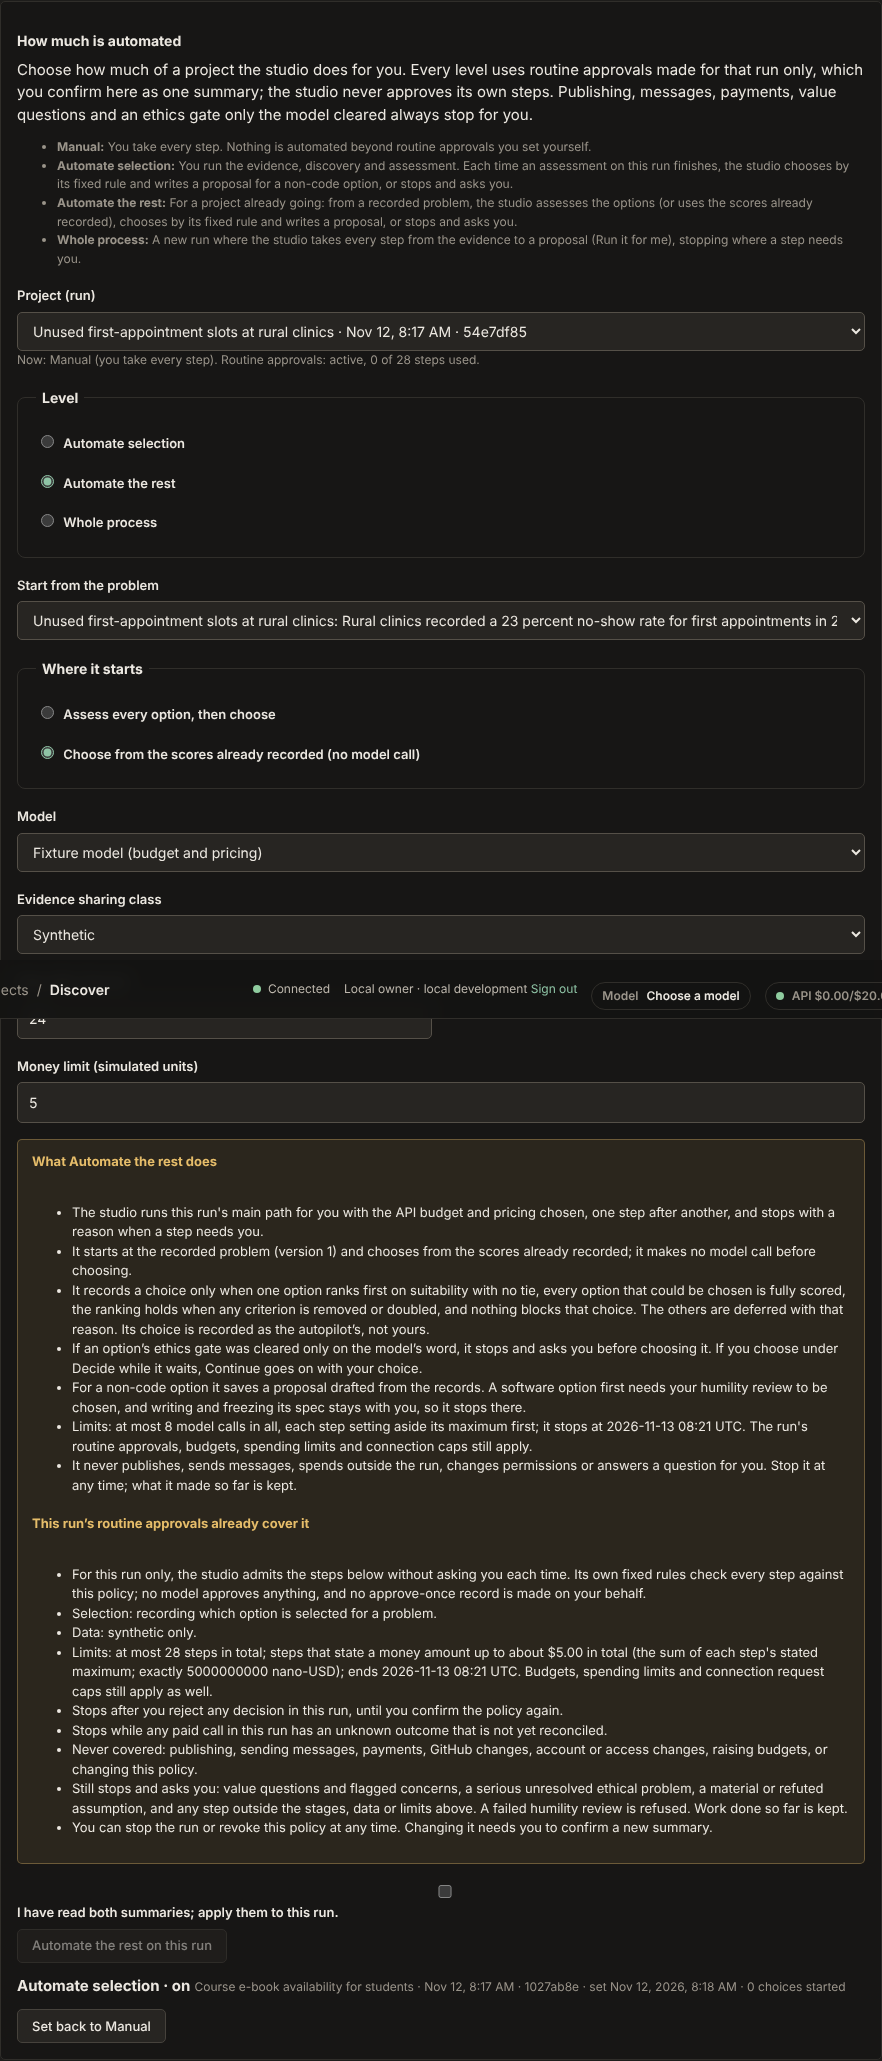 How much is automated
Choose how much of a project the studio does for you. Every level uses routine approvals made for that run only, which
you confirm here as one summary; the studio never approves its own steps. Publishing, messages, payments, value
questions and an ethics gate only the model cleared always stop for you.
• Manual: You take every step. Nothing is automated beyond routine approvals you set yourself.
• Automate selection: You run the evidence, discovery and assessment. Each time an assessment on this run finishes, the studio chooses by
its fixed rule and writes a proposal for a non-code option, or stops and asks you.
• Automate the rest: For a project already going: from a recorded problem, the studio assesses the options (or uses the scores already
recorded), chooses by its fixed rule and writes a proposal, or stops and asks you.
• Whole process: A new run where the studio takes every step from the evidence to a proposal (Run it for me), stopping where a step needs
you.
Project (run)
Unused first-appointment slots at rural clinics · Nov 12, 8:17 AM · 54e7df85
Now: Manual (you take every step). Routine approvals: active, 0 of 28 steps used.
Level
Automate selection
Automate the rest
Whole process
Start from the problem
Unused first-appointment slots at rural clinics: Rural clinics recorded a 23 percent no-show rate for first appointments in 2
Where it starts
Assess every option, then choose
Choose from the scores already recorded (no model call)
Model
Fixture model (budget and pricing)
Evidence sharing class
Synthetic
ects / Discover
Connected Local owner · local development Sign out Model Choose a model API $0.00/$20.
24
Money limit (simulated units)
5
What Automate the rest does
• The studio runs this run's main path for you with the API budget and pricing chosen, one step after another, and stops with a
reason when a step needs you.
• It starts at the recorded problem (version 1) and chooses from the scores already recorded; it makes no model call before
choosing.
• It records a choice only when one option ranks first on suitability with no tie, every option that could be chosen is fully scored,
the ranking holds when any criterion is removed or doubled, and nothing blocks that choice. The others are deferred with that
reason. Its choice is recorded as the autopilot’s, not yours.
• If an option’s ethics gate was cleared only on the model’s word, it stops and asks you before choosing it. If you choose under
Decide while it waits, Continue goes on with your choice.
• For a non-code option it saves a proposal drafted from the records. A software option first needs your humility review to be
chosen, and writing and freezing its spec stays with you, so it stops there.
• Limits: at most 8 model calls in all, each step setting aside its maximum first; it stops at 2026-11-13 08:21 UTC. The run's
routine approvals, budgets, spending limits and connection caps still apply.
• It never publishes, sends messages, spends outside the run, changes permissions or answers a question for you. Stop it at
any time; what it made so far is kept.
This run’s routine approvals already cover it
• For this run only, the studio admits the steps below without asking you each time. Its own fixed rules check every step against
this policy; no model approves anything, and no approve-once record is made on your behalf.
• Selection: recording which option is selected for a problem.
• Data: synthetic only.
• Limits: at most 28 steps in total; steps that state a money amount up to about $5.00 in total (the sum of each step's stated
maximum; exactly 5000000000 nano-USD); ends 2026-11-13 08:21 UTC. Budgets, spending limits and connection request
caps still apply as well.
• Stops after you reject any decision in this run, until you confirm the policy again.
• Stops while any paid call in this run has an unknown outcome that is not yet reconciled.
• Never covered: publishing, sending messages, payments, GitHub changes, account or access changes, raising budgets, or
changing this policy.
• Still stops and asks you: value questions and flagged concerns, a serious unresolved ethical problem, a material or refuted
assumption, and any step outside the stages, data or limits above. A failed humility review is refused. Work done so far is kept.
• You can stop the run or revoke this policy at any time. Changing it needs you to confirm a new summary.
I have read both summaries; apply them to this run.
Automate the rest on this run
Automate selection · on Course e-book availability for students · Nov 12, 8:17 AM · 1027ab8e · set Nov 12, 2026, 8:18 AM · 0 choices started
Set back to Manual